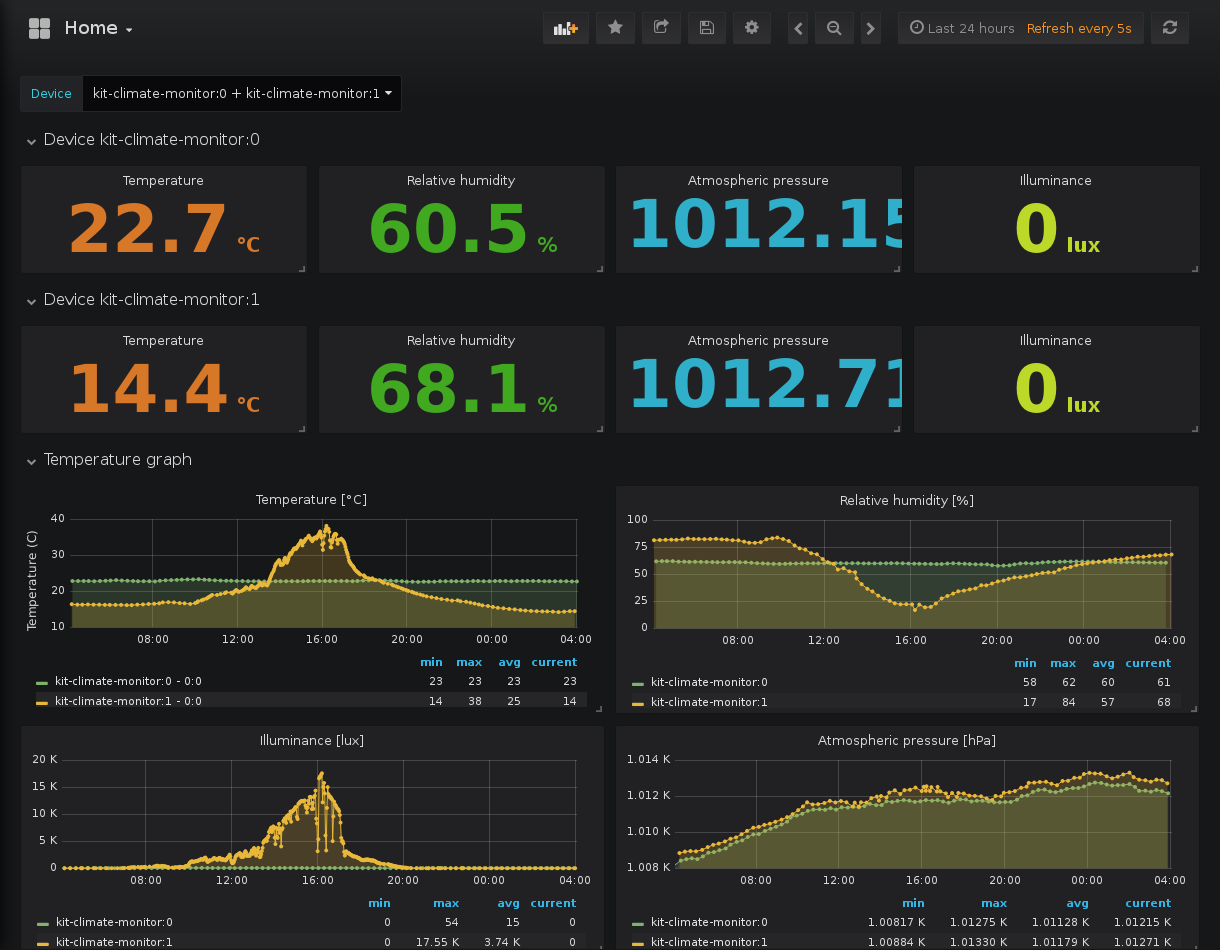 Home
Last 24 hours Refresh every 5s
Device kit-climate-monitor:0 + kit-climate-monitor:1
Device kit-climate-monitor:0
Temperature Relative humidity Atmospheric pressure Illuminance
22.7 °C 60.5 % 1012.15 0 lux
Device kit-climate-monitor:1
Temperature Relative humidity Atmospheric pressure Illuminance
14.4 °C 68.1 % 1012.71 0 lux
Temperature graph
Temperature [°C]
Temperature (C)
40
30
20
10
08:00 12:00 16:00 20:00 00:00 04:00
min max avg current
kit-climate-monitor:0 - 0:0 23 23 23 23
kit-climate-monitor:1 - 0:0 14 38 25 14
Relative humidity [%]
100
75
50
25
0
08:00 12:00 16:00 20:00 00:00 04:00
min max avg current
kit-climate-monitor:0 58 62 60 61
kit-climate-monitor:1 17 84 57 68
Illuminance [lux]
20 K
15 K
10 K
5 K
0
08:00 12:00 16:00 20:00 00:00 04:00
min max avg current
kit-climate-monitor:0 0 54 15 0
kit-climate-monitor:1 0 17.55 K 3.74 K 0
Atmospheric pressure [hPa]
1.014 K
1.012 K
1.010 K
1.008 K
08:00 12:00 16:00 20:00 00:00 04:00
min max avg current
kit-climate-monitor:0 1.00817 K 1.01275 K 1.01128 K 1.01215 K
kit-climate-monitor:1 1.00884 K 1.01330 K 1.01179 K 1.01271 K